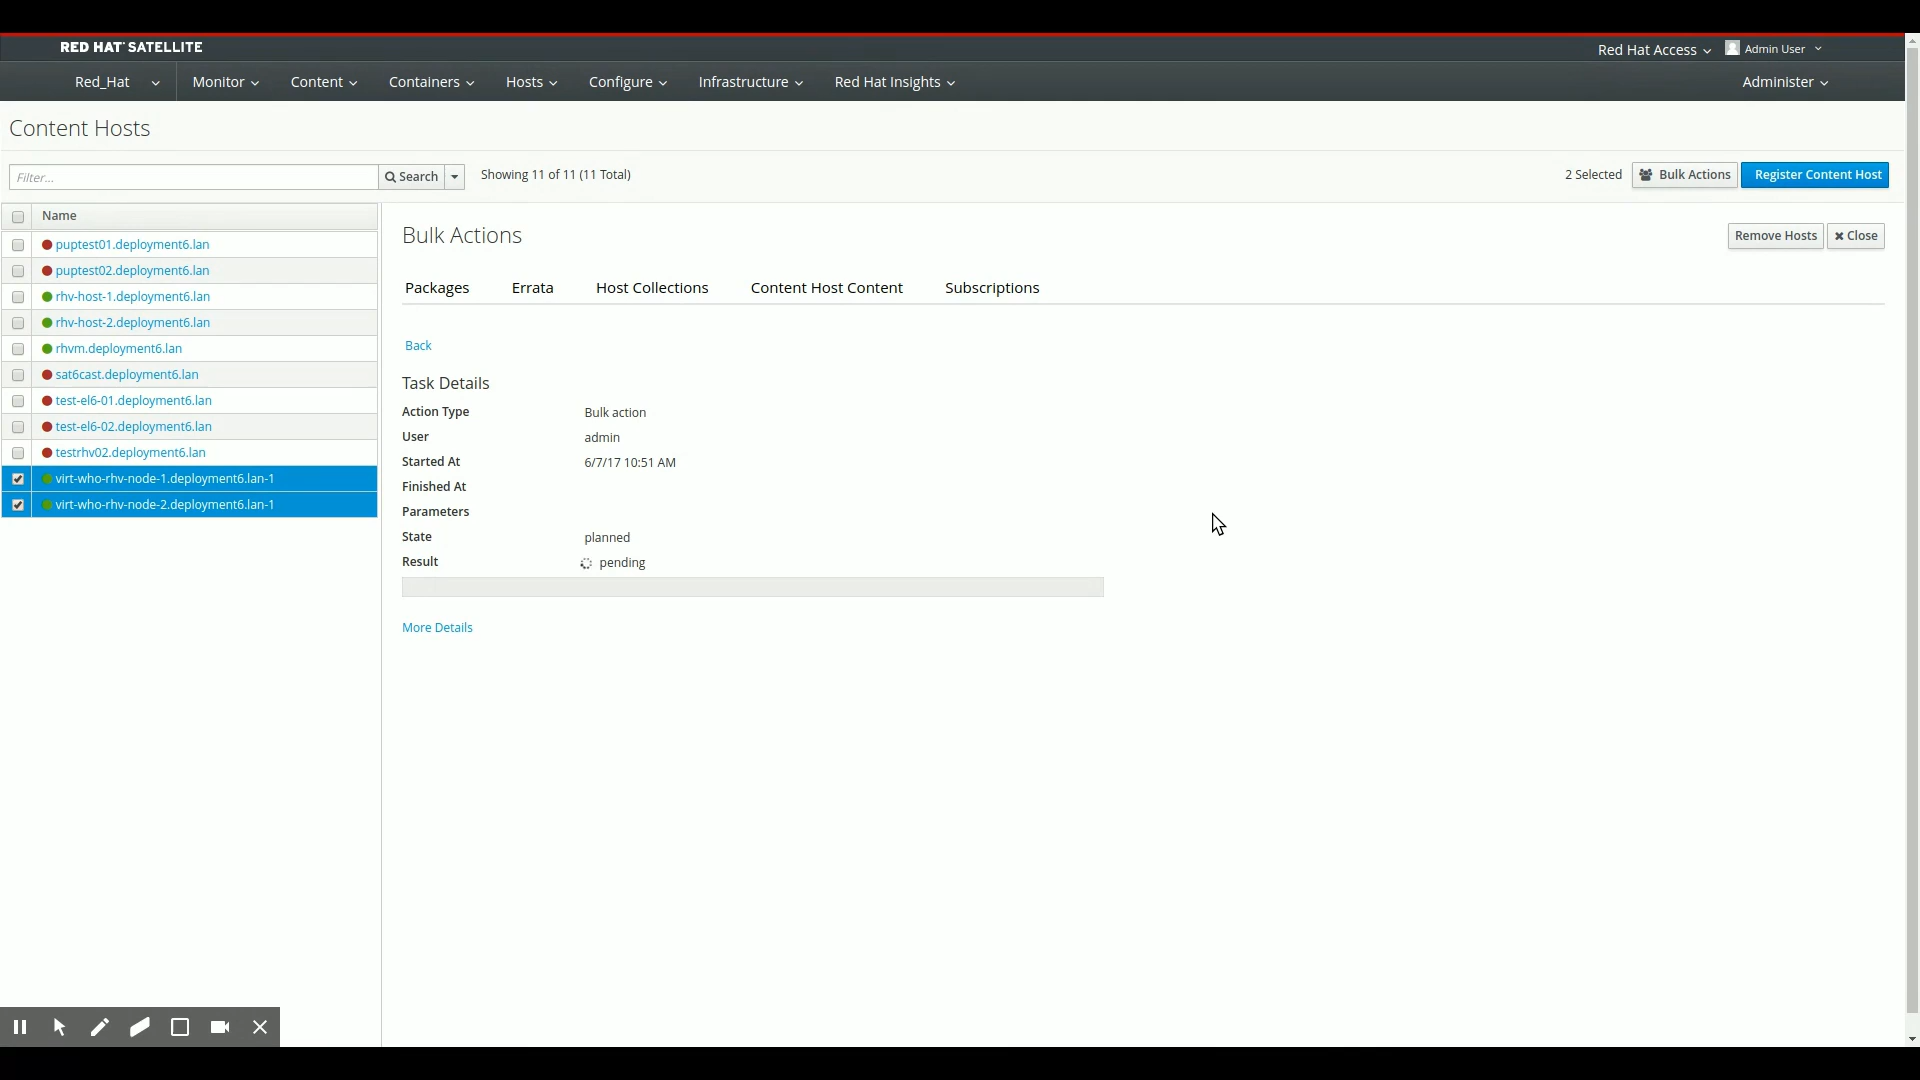 RED HAT SATELLITE
Red Hat Access
Admin User
Red_Hat Monitor Content Containers Hosts Configure Infrastructure Red Hat Insights Administer
Content Hosts
Filter... Search Showing 11 of 11 (11 Total) 2 Selected Bulk Actions Register Content Host
Name
puptest01.deployment6.lan
puptest02.deployment6.lan
rhv-host-1.deployment6.lan
rhv-host-2.deployment6.lan
rhvm.deployment6.lan
sat6cast.deployment6.lan
test-el6-01.deployment6.lan
test-el6-02.deployment6.lan
testrhv02.deployment6.lan
virt-who-rhv-node-1.deployment6.lan-1
virt-who-rhv-node-2.deployment6.lan-1
Bulk Actions Remove Hosts Close
Packages Errata Host Collections Content Host Content Subscriptions
Back
Task Details
Action Type Bulk action
User admin
Started At 6/7/17 10:51 AM
Finished At
Parameters
State planned
Result pending
More Details